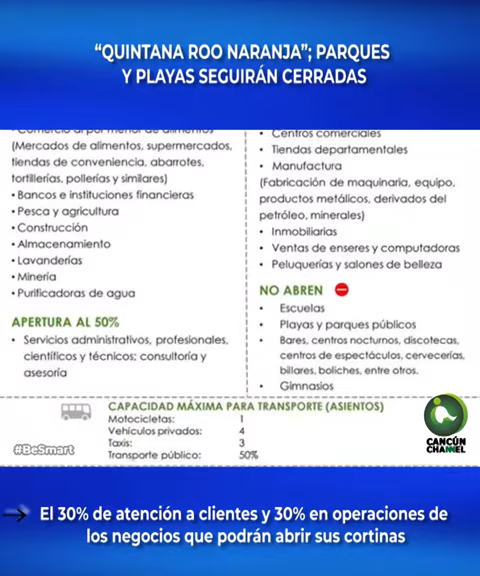 “QUINTANA ROO NARANJA”; PARQUES
Y PLAYAS SEGUIRÁN CERRADAS
• Comercio al por menor de alimentos
(Mercados de alimentos, supermercados,
tiendas de conveniencia, abarrotes,
tortillerías, pollerías y similares)
• Bancos e instituciones financieras
• Pesca y agricultura
• Construcción
• Almacenamiento
• Lavanderías
• Minería
• Purificadoras de agua
APERTURA AL 50%
• Servicios administrativos, profesionales,
científicos y técnicos; consultoría y
asesoría
• Centros comerciales
• Tiendas departamentales
• Manufactura
(Fabricación de maquinaria, equipo,
productos metálicos, derivados del
petróleo, minerales)
• Inmobiliarias
• Ventas de enseres y computadoras
• Peluquerías y salones de belleza
NO ABREN
• Escuelas
• Playas y parques públicos
• Bares, centros nocturnos, discotecas,
centros de espectáculos, cervecerías,
billares, boliches, entre otros.
• Gimnasios
CAPACIDAD MÁXIMA PARA TRANSPORTE (ASIENTOS)
Motocicletas: 1
Vehículos privados: 4
Taxis: 3
Transporte público: 50%
#BeSmart
CANCÚN
CHANNEL
El 30% de atención a clientes y 30% en operaciones de
los negocios que podrán abrir sus cortinas